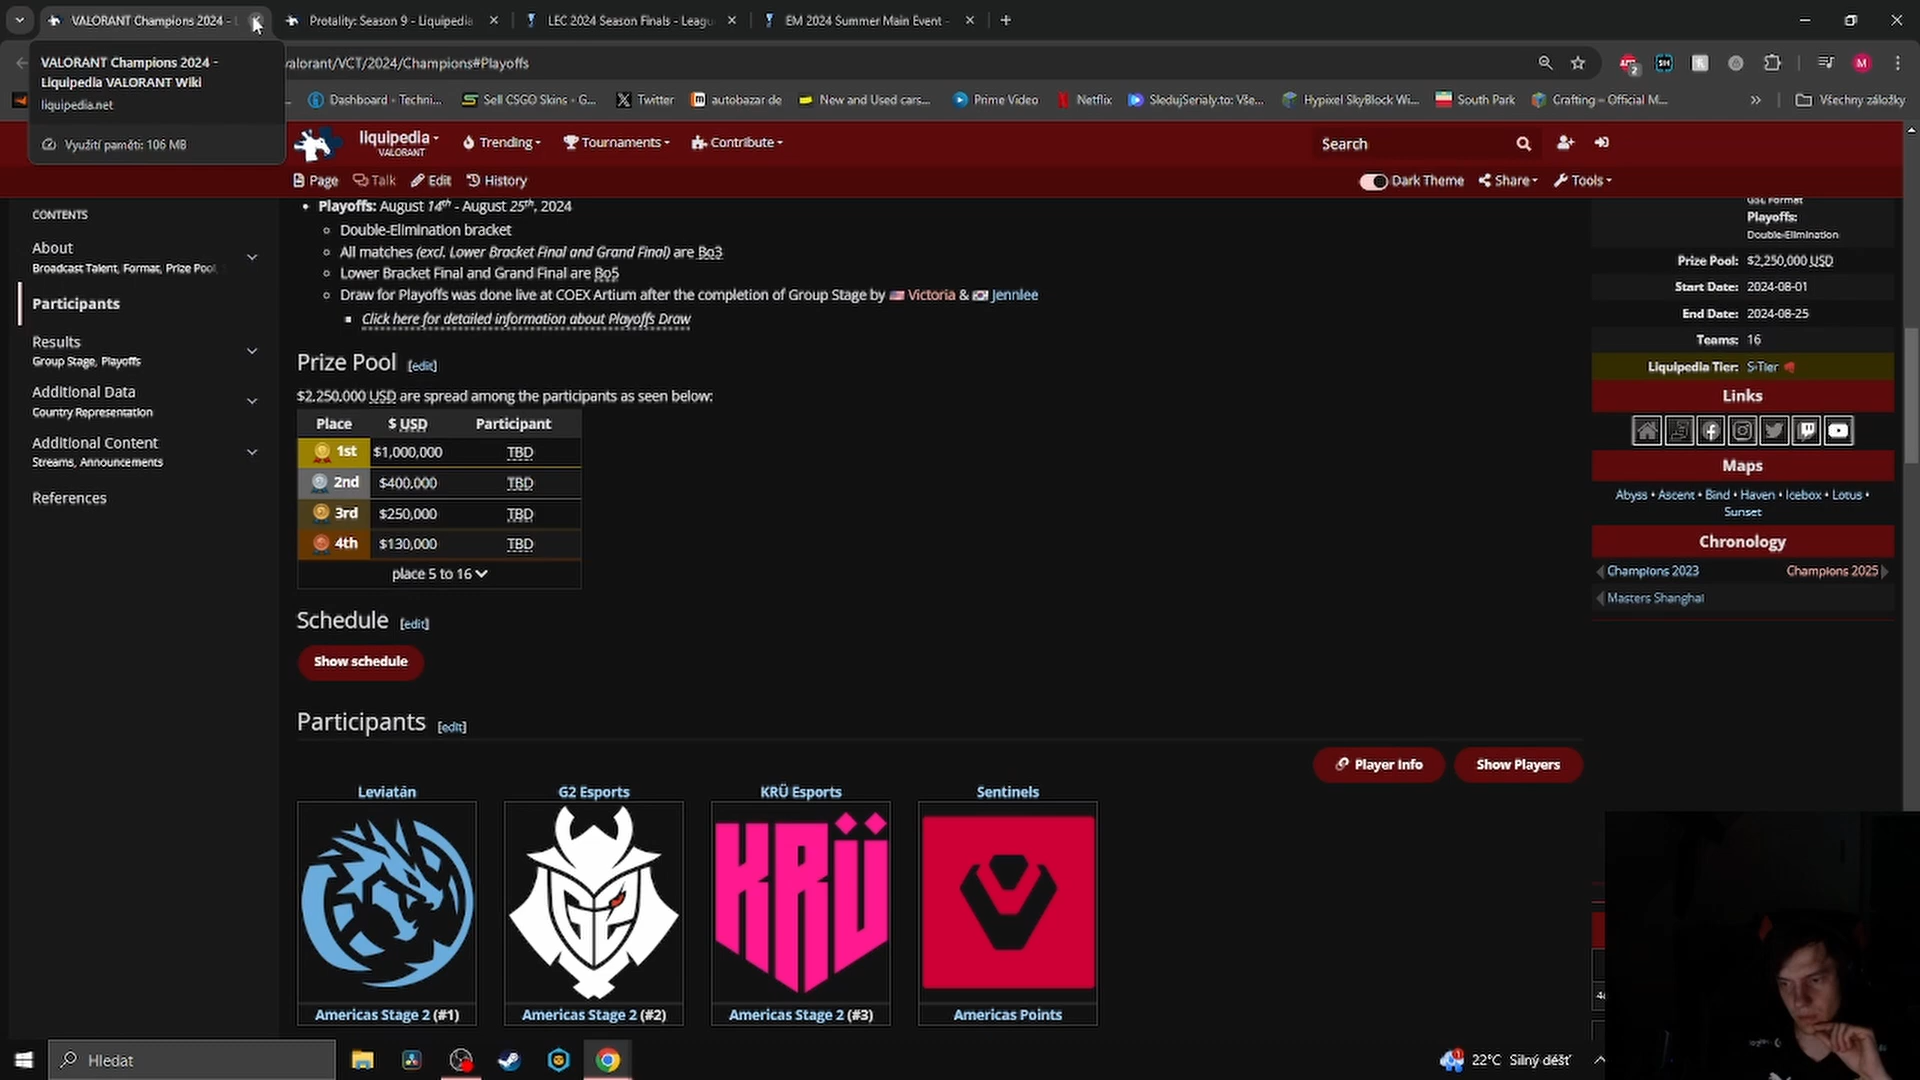 VALORANT Champions 2024 -
Protality: Season 9 - Liquipedia
LEC 2024 Season Finals - Leagu
EM 2024 Summer Main Event -
VALORANT Champions 2024 -
Liquipedia VALORANT Wiki
liquipedia.net
Využití paměti: 106 MB
valorant/VCT/2024/Champions#Playoffs
2
M
Dashboard - Techni...
Sell CSGO Skins - G...
Twitter
autobazar de
New and Used cars...
Prime Video
Netflix
SledujSerialy.to: Vše...
Hypixel SkyBlock Wi...
South Park
Crafting – Official M...
Všechny záložky
liquipedia
VALORANT
Trending
Tournaments
Contribute
Search
Page
Talk
Edit
History
Dark Theme
Share
Tools
CONTENTS
About
Broadcast Talent, Format, Prize Pool,
Participants
Results
Group Stage, Playoffs
Additional Data
Country Representation
Additional Content
Streams, Announcements
References
Playoffs: August 14th - August 25th, 2024
Double-Elimination bracket
All matches (excl. Lower Bracket Final and Grand Final) are Bo3
Lower Bracket Final and Grand Final are Bo5
Draw for Playoffs was done live at COEX Artium after the completion of Group Stage by Victoria & Jennlee
Click here for detailed information about Playoffs Draw
Prize Pool [edit]
$2,250,000 USD are spread among the participants as seen below:
Place $ USD Participant
1st $1,000,000 TBD
2nd $400,000 TBD
3rd $250,000 TBD
4th $130,000 TBD
place 5 to 16
Schedule [edit]
Show schedule
Participants [edit]
Player Info
Show Players
Leviatán
G2 Esports
KRÜ Esports
Sentinels
G2
KRÜ
Americas Stage 2 (#1)
Americas Stage 2 (#2)
Americas Stage 2 (#3)
Americas Points
GSL Format
Playoffs:
Double-Elimination
Prize Pool: $2,250,000 USD
Start Date: 2024-08-01
End Date: 2024-08-25
Teams: 16
Liquipedia Tier: S-Tier
Links
Maps
Abyss • Ascent • Bind • Haven • Icebox • Lotus •
Sunset
Chronology
Champions 2023
Champions 2025
Masters Shanghai
Hledat
22°C Silný déšť